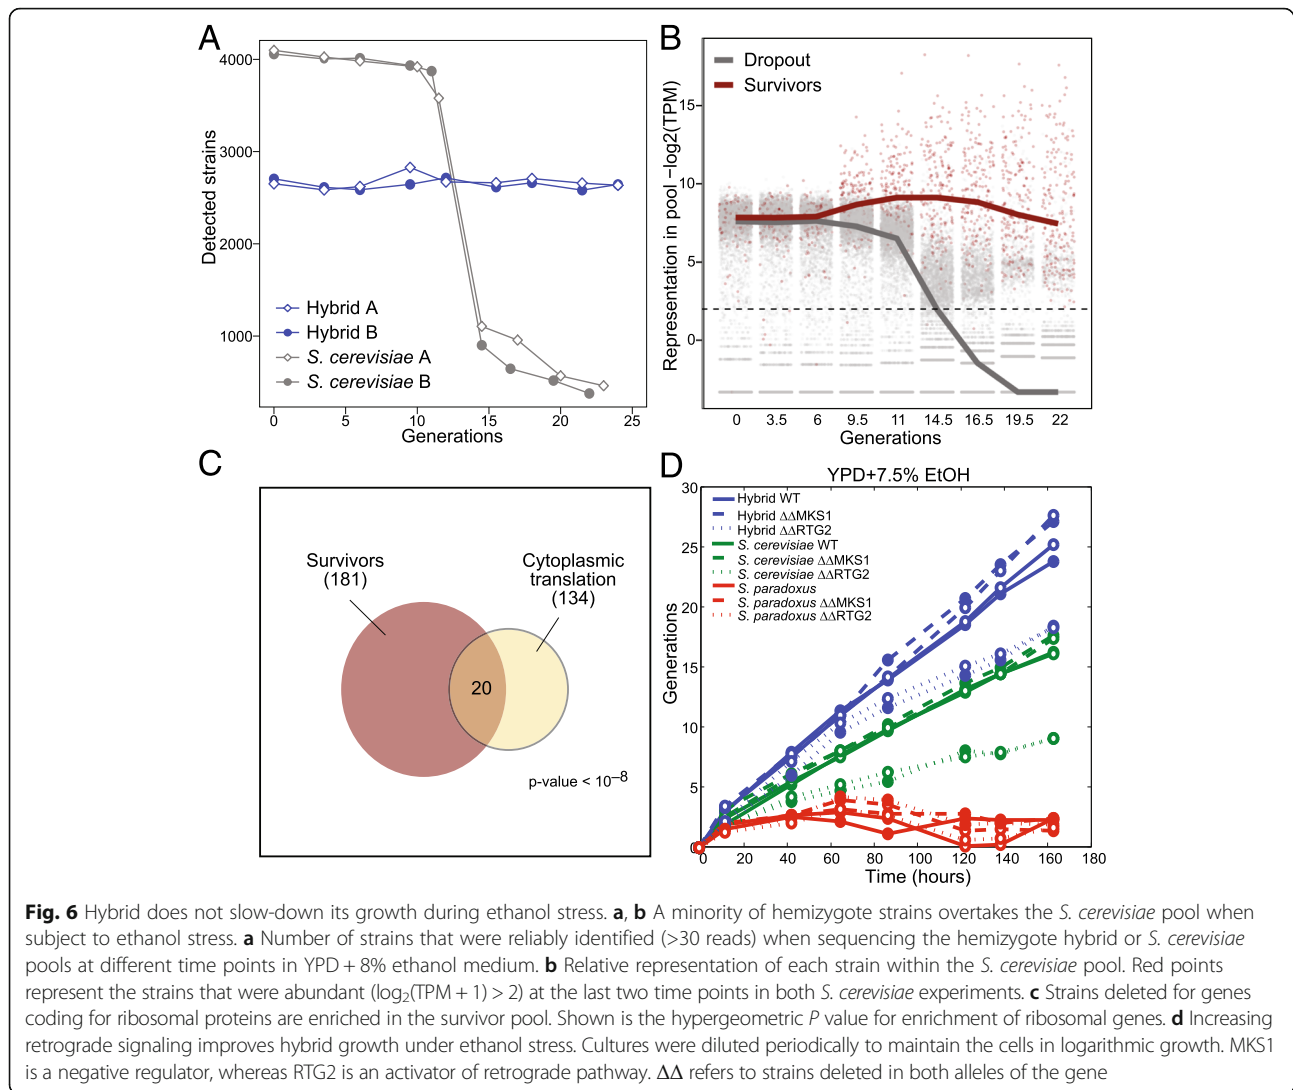 A
Detected strains
4000
3000
2000
1000
Hybrid A
Hybrid B
S. cerevisiae A
S. cerevisiae B
0 5 10 15 20 25
Generations
B
Representation in pool –log2(TPM)
Dropout
Survivors
15
10
5
0
0 3.5 6 9.5 11 14.5 16.5 19.5 22
Generations
C
Survivors
(181)
Cytoplasmic
translation
(134)
20
p-value < 10–8
D
YPD+7.5% EtOH
Generations
30
25
20
15
10
5
0
Hybrid WT
Hybrid ΔΔMKS1
Hybrid ΔΔRTG2
S. cerevisiae WT
S. cerevisiae ΔΔMKS1
S. cerevisiae ΔΔRTG2
S. paradoxus
S. paradoxus ΔΔMKS1
S. paradoxus ΔΔRTG2
0 20 40 60 80 100 120 140 160 180
Time (hours)
Fig. 6 Hybrid does not slow-down its growth during ethanol stress. a, b A minority of hemizygote strains overtakes the S. cerevisiae pool when
subject to ethanol stress. a Number of strains that were reliably identified (>30 reads) when sequencing the hemizygote hybrid or S. cerevisiae
pools at different time points in YPD + 8% ethanol medium. b Relative representation of each strain within the S. cerevisiae pool. Red points
represent the strains that were abundant (log2(TPM + 1) > 2) at the last two time points in both S. cerevisiae experiments. c Strains deleted for genes
coding for ribosomal proteins are enriched in the survivor pool. Shown is the hypergeometric P value for enrichment of ribosomal genes. d Increasing
retrograde signaling improves hybrid growth under ethanol stress. Cultures were diluted periodically to maintain the cells in logarithmic growth. MKS1
is a negative regulator, whereas RTG2 is an activator of retrograde pathway. ΔΔ refers to strains deleted in both alleles of the gene